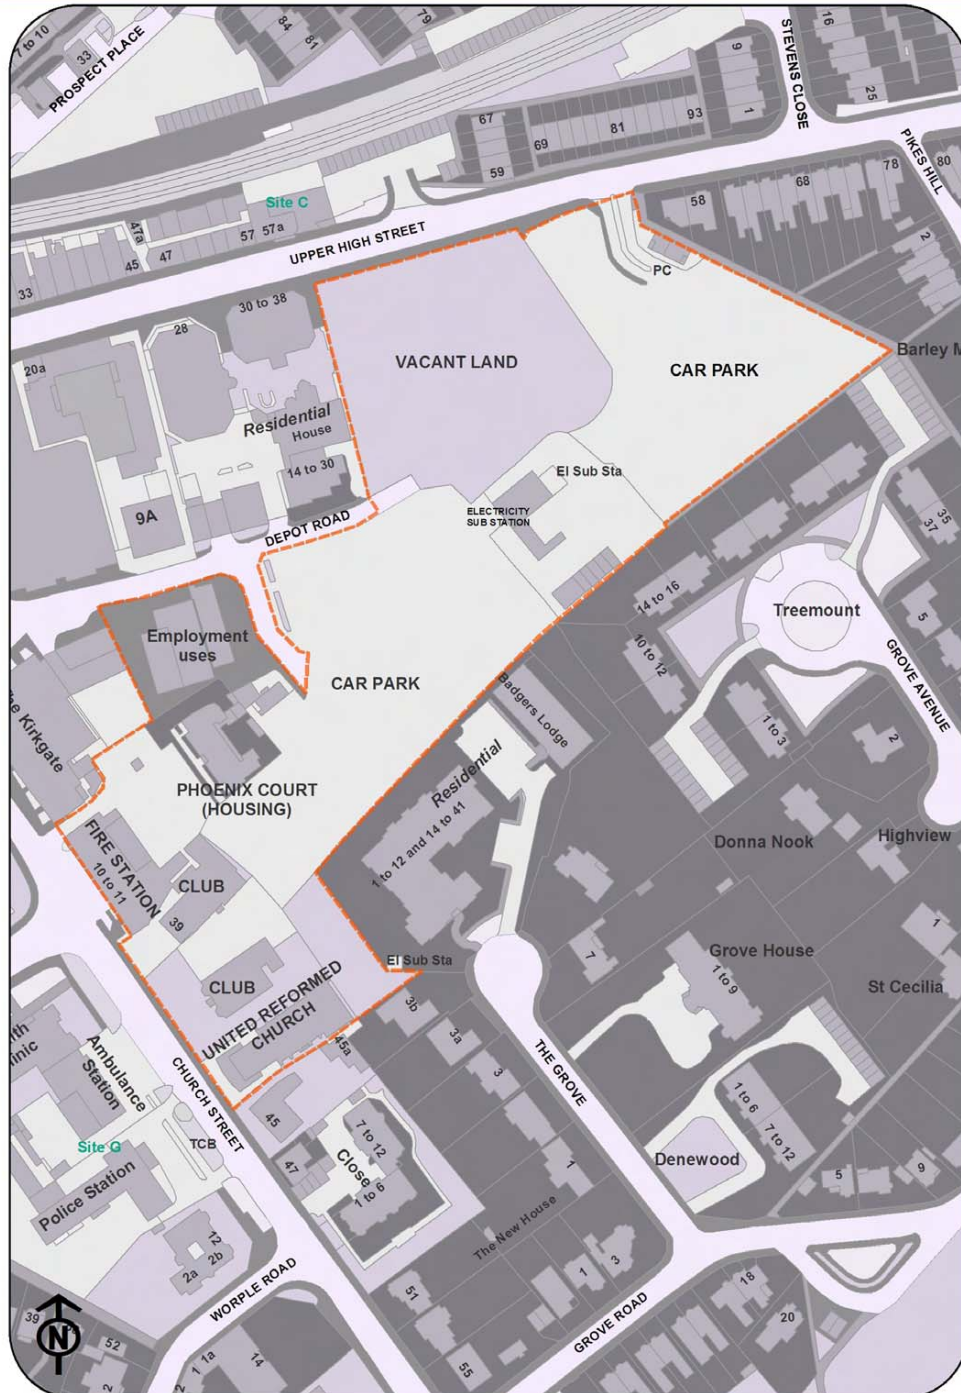 7 to 10
33
PROSPECT PLACE
84
81
79
STEVENS CLOSE
16
9
1
25
67
59
69
81
93
PIKES HILL
78
80
58
68
2
Site C
47a
57 57a
47
45
33
UPPER HIGH STREET
PC
30 to 38
28
20a
VACANT LAND
CAR PARK
Barley M
Residential
House
14 to 30
El Sub Sta
ELECTRICITY
SUB STATION
9A
DEPOT ROAD
35
37
14 to 16
Treemount
5
Employment
uses
10 to 12
GROVE AVENUE
CAR PARK
Badgers Lodge
1 to 3
2
The Kirkgate
Residential
PHOENIX COURT
(HOUSING)
1 to 12 and 14 to 41
FIRE STATION
10 to 11
CLUB
39
Donna Nook
Highview
1
CLUB
El Sub Sta
7
Grove House
1 to 9
St Cecilia
UNITED REFORMED
CHURCH
3b
3a
3
45a
inic
Ambulance
Station
CHURCH STREET
THE GROVE
45
TCB
Site G
Police Station
47
Close
7 to 12
1 to 6
1
1 to 6
7 to 12
Denewood
5
9
The New House
12
2b
2a
WORPLE ROAD
51
1
3
GROVE ROAD
18
20
55
39
52
2
N
2
1 1a
14